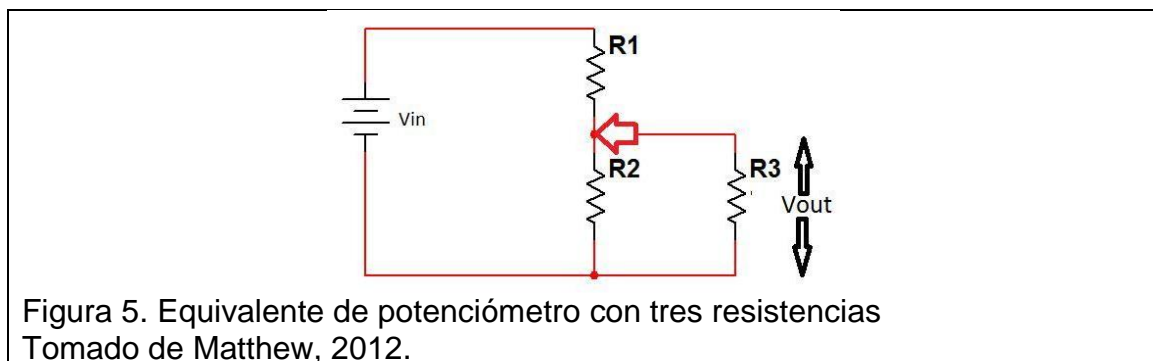 R1
Vin
R2
R3
Vout
Figura 5. Equivalente de potenciómetro con tres resistencias
Tomado de Matthew, 2012.